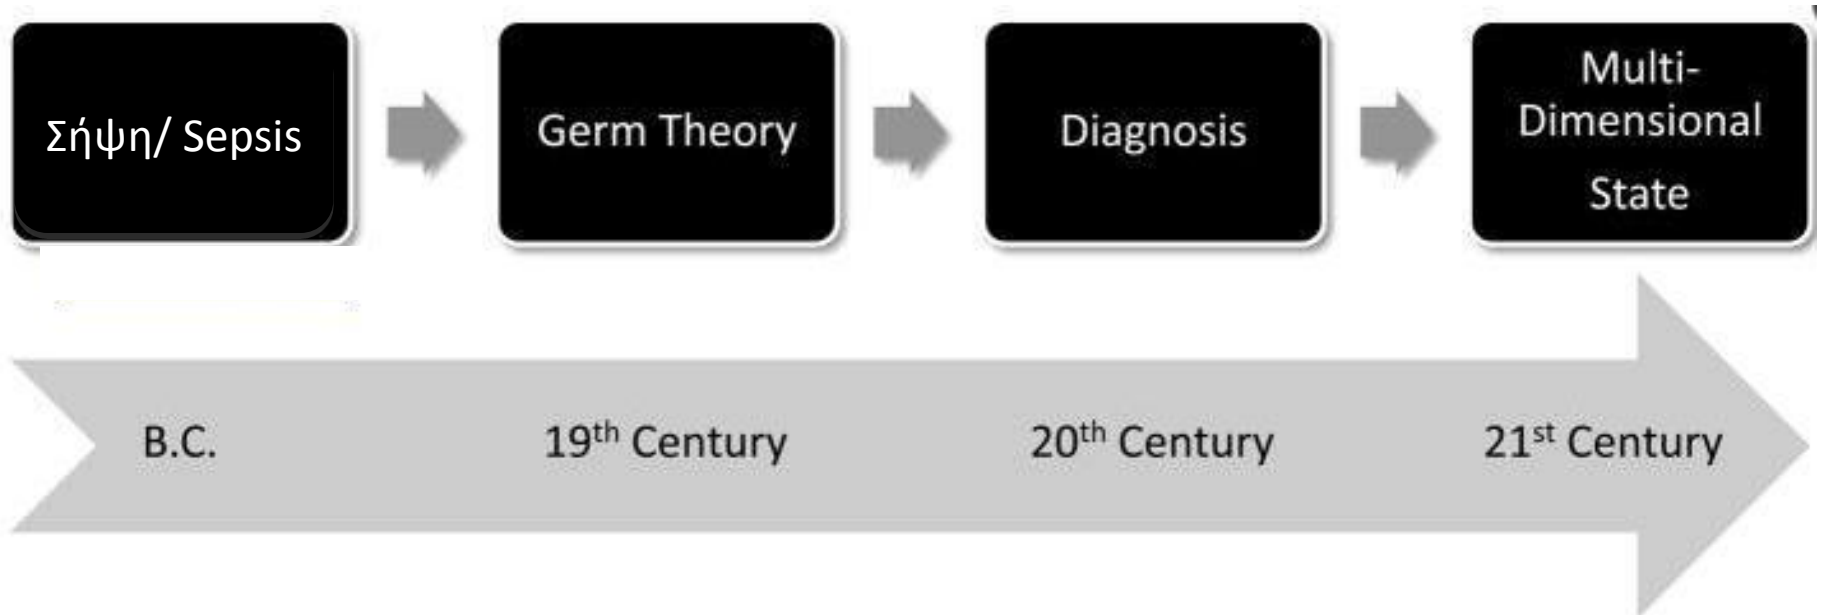 Σήψη/ Sepsis
Germ Theory
Diagnosis
Multi-
Dimensional
State
B.C.
19th Century
20th Century
21st Century